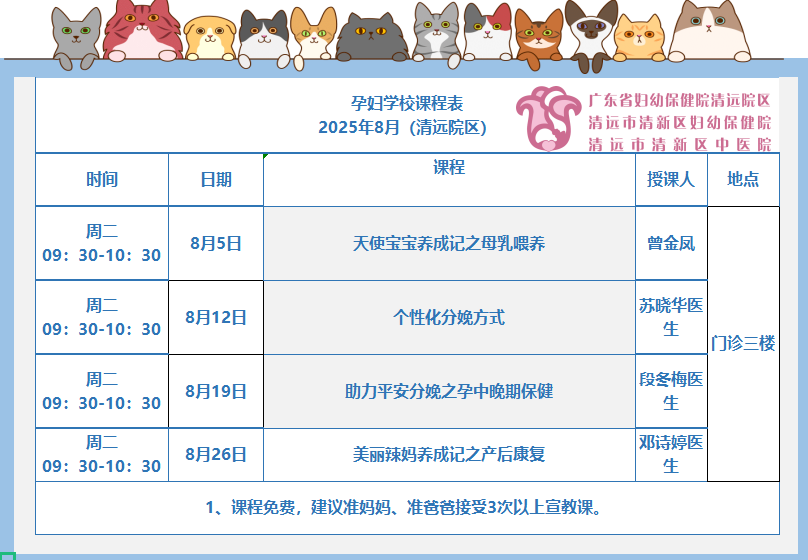 孕妇学校课程表
2025年8月（清远院区）
广东省妇幼保健院清远院区
清远市清新区妇幼保健院
清远市清新区中医院
时间
日期
课程
授课人
地点
周二
09：30-10：30
8月5日
天使宝宝养成记之母乳喂养
曾金凤
周二
09：30-10：30
8月12日
个性化分娩方式
苏晓华医
生
门诊三楼
周二
09：30-10：30
8月19日
助力平安分娩之孕中晚期保健
段冬梅医
生
周二
09：30-10：30
8月26日
美丽辣妈养成记之产后康复
邓诗婷医
生
1、课程免费，建议准妈妈、准爸爸接受3次以上宣教课。